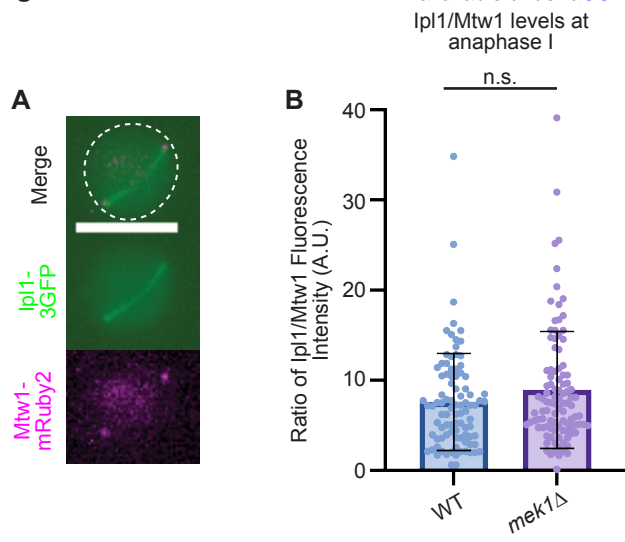 Ipl1/Mtw1 levels at
anaphase I
n.s.
A
B
Merge
Ipl1-
3GFP
Mtw1-
mRuby2
Ratio of Ipl1/Mtw1 Fluorescence
Intensity (A.U.)
40
30
20
10
0
WT
mek1Δ